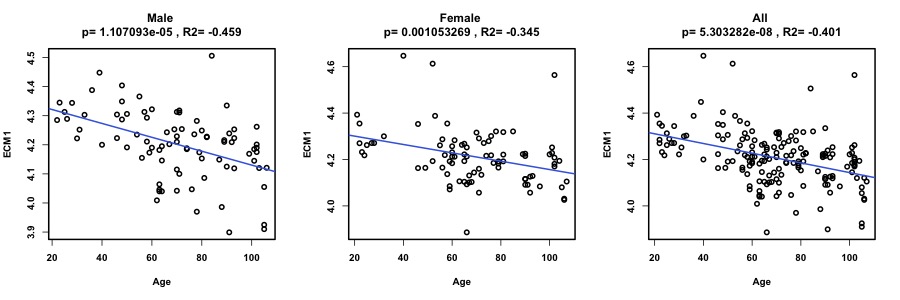 Male
p= 1.107093e-05 , R2= -0.459
ECM1
4.5
4.4
4.3
4.2
4.1
4.0
3.9
20 40 60 80 100
Age
Female
p= 0.001053269 , R2= -0.345
ECM1
4.6
4.4
4.2
4.0
20 40 60 80 100
Age
All
p= 5.303282e-08 , R2= -0.401
ECM1
4.6
4.4
4.2
4.0
20 40 60 80 100
Age